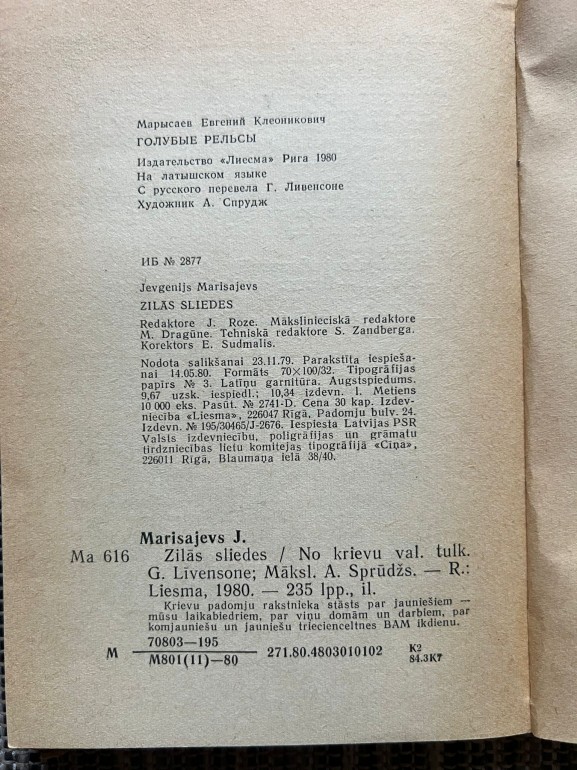 Марысаев Евгений Клеоникович
ГОЛУБЫЕ РЕЛЬСЫ
Издательство «Лиесма» Рига 1980
На латышском языке
С русского перевела Г. Ливенсоне
Художник А. Спрудж
ИБ № 2877
Jevgenijs Marisajevs
ZILĀS SLIEDES
Redaktore J. Roze. Mākslinieciskā redaktore
M. Dragūne. Tehniskā redaktore S. Zandberga.
Korektors E. Sudmalis.
Nodota salikšanai 23.11.79. Parakstīta iespieša-
nai 14.05.80. Formāts 70×100/32. Tipogrāfijas
papīrs № 3. Latīņu garnitūra. Augstspiedums.
9,67 uzsk. iespiedl.; 10,34 izdevn. l. Metiens
10 000 eks. Pasūt. № 2741-D. Cena 30 kap. Izdev-
niecība «Liesma», 226047 Rīgā, Padomju bulv. 24.
Izdevn. № 195/30465/J-2676. Iespiesta Latvijas PSR
Valsts izdevniecību, poligrāfijas un grāmatu
tirdzniecības lietu komitejas tipogrāfijā «Cīņa»,
226011 Rīgā, Blaumaņa ielā 38/40.
Marisajevs J.
Ma 616 Zilās sliedes / No krievu val. tulk.
G. Līvensone; Māksl. A. Sprūdžs. — R.:
Liesma, 1980. — 235 lpp., il.
Krievu padomju rakstnieka stāsts par jauniešiem —
mūsu laikabiedriem, par viņu domām un darbiem, par
komjauniešu un jauniešu triecienceltnes BAM ikdienu.
70803—195
M M801(11)—80 271.80.4803010102 К2
84.3К7